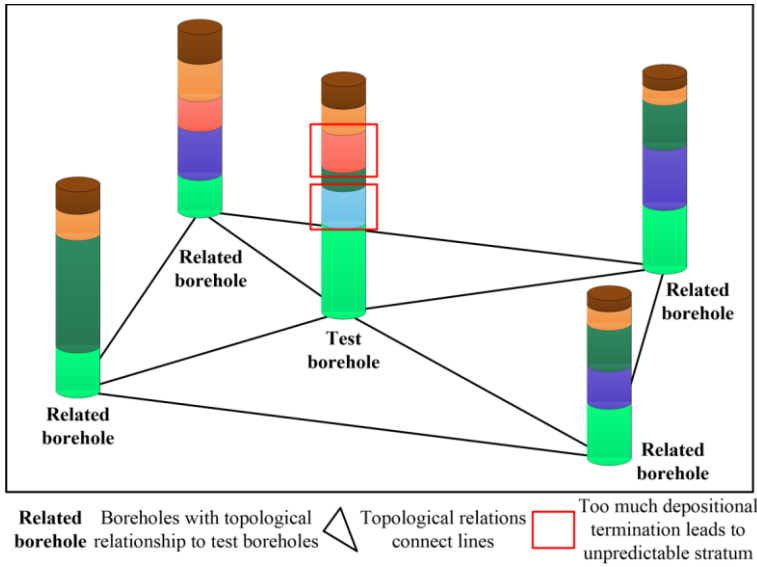 Related
borehole
Related
borehole
Test
borehole
Related
borehole
Related
borehole
Related
borehole
Boreholes with topological
relationship to test boreholes
Topological relations
connect lines
Too much depositional
termination leads to
unpredictable stratum